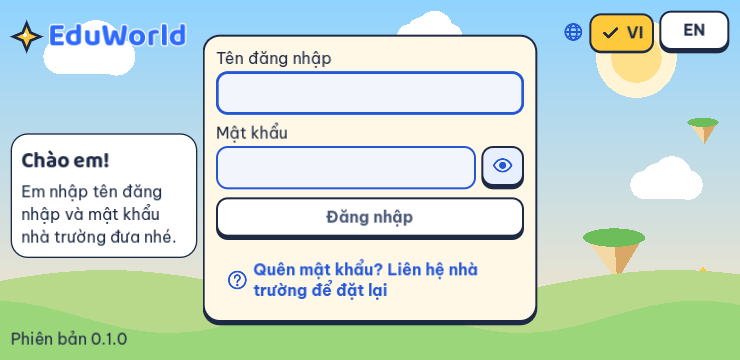 EduWorld
VI
EN
Tên đăng nhập
Mật khẩu
Đăng nhập
Quên mật khẩu? Liên hệ nhà
trường để đặt lại
Chào em!
Em nhập tên đăng
nhập và mật khẩu
nhà trường đưa nhé.
Phiên bản 0.1.0